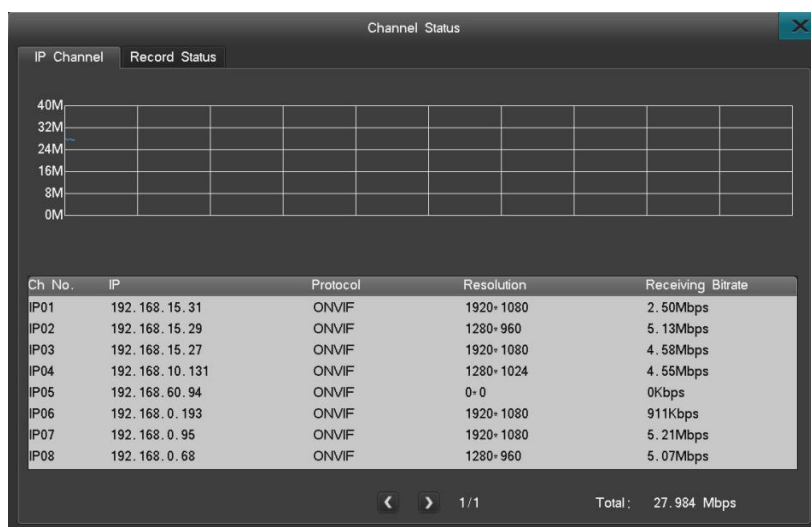 Channel Status
IP Channel Record Status
40M
32M
24M
16M
8M
0M
Ch No. IP Protocol Resolution Receiving Bitrate
IP01 192.168.15.31 ONVIF 1920*1080 2.50Mbps
IP02 192.168.15.29 ONVIF 1280*960 5.13Mbps
IP03 192.168.15.27 ONVIF 1920*1080 4.58Mbps
IP04 192.168.10.131 ONVIF 1280*1024 4.55Mbps
IP05 192.168.60.94 ONVIF 0*0 0Kbps
IP06 192.168.0.193 ONVIF 1920*1080 911Kbps
IP07 192.168.0.95 ONVIF 1920*1080 5.21Mbps
IP08 192.168.0.68 ONVIF 1280*960 5.07Mbps
1/1 Total: 27.984 Mbps